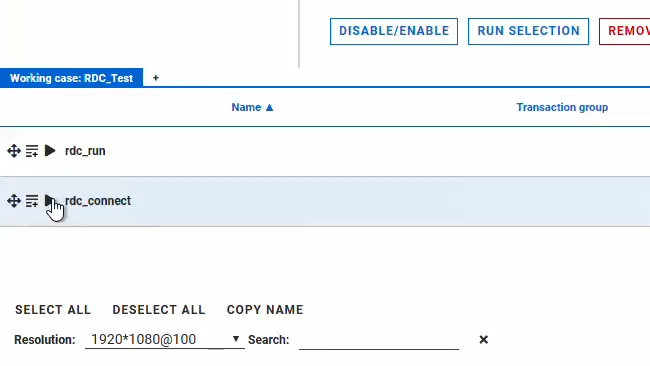 DISABLE/ENABLE RUN SELECTION REMOV
Working case: RDC_Test +
Name ▲ Transaction group
rdc_run
rdc_connect
SELECT ALL DESELECT ALL COPY NAME
Resolution: 1920*1080@100 ▼ Search: ×